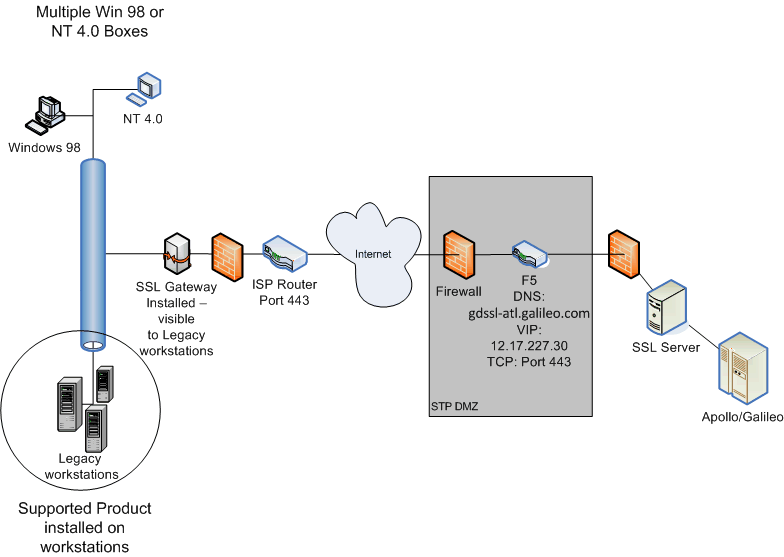 Multiple Win 98 or
NT 4.0 Boxes
NT 4.0
Windows 98
SSL Gateway
Installed –
visible
to Legacy
workstations
ISP Router
Port 443
Internet
Firewall
F5
DNS:
gdssl-atl.galileo.com
VIP:
12.17.227.30
TCP: Port 443
STP DMZ
SSL Server
Apollo/Galileo
Legacy
workstations
Supported Product
installed on
workstations